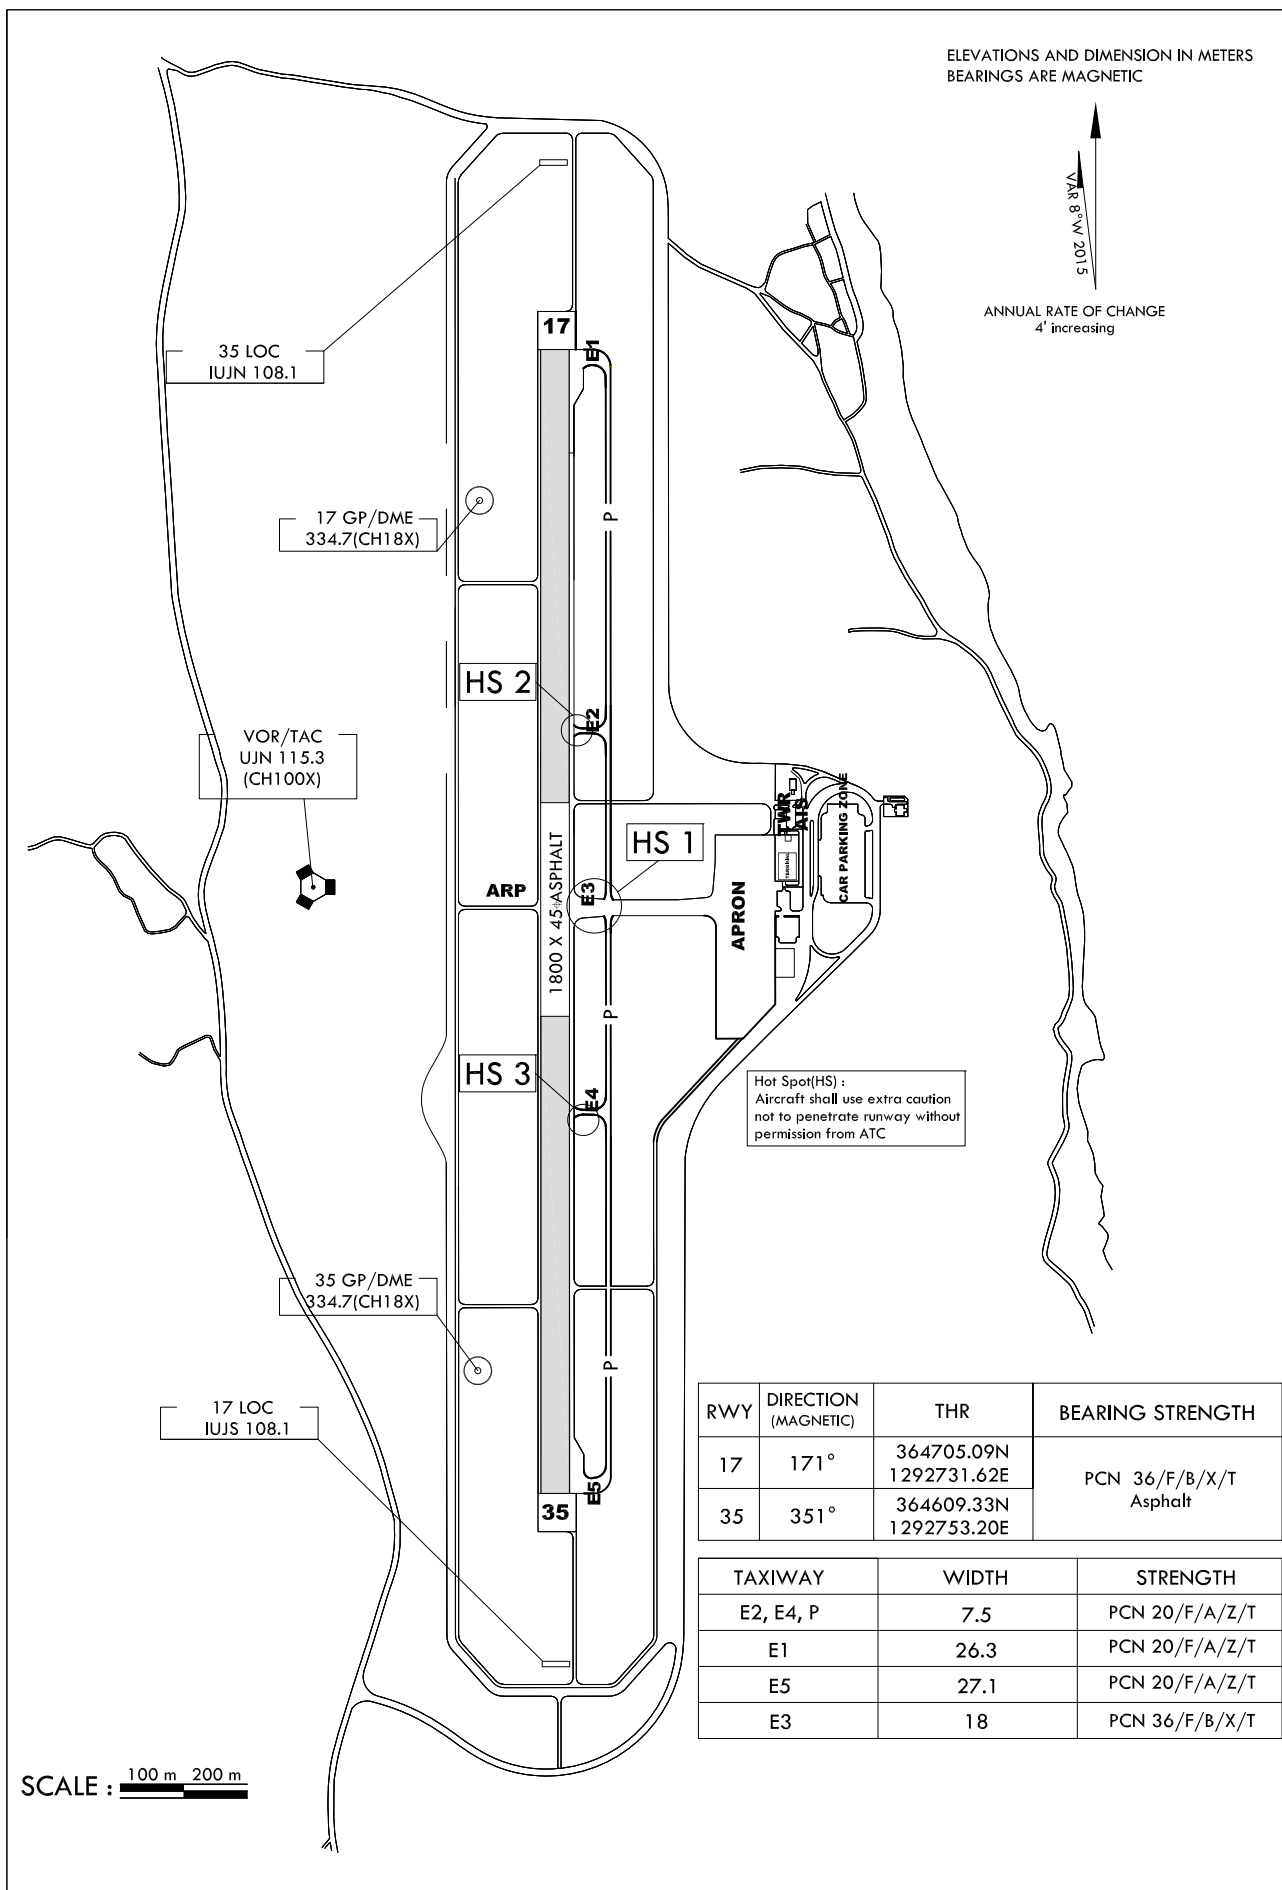 ELEVATIONS AND DIMENSION IN METERS
BEARINGS ARE MAGNETIC
VAR 8°W 2015
ANNUAL RATE OF CHANGE
4' increasing
17
E1
35 LOC
IUJN 108.1
17 GP/DME
334.7(CH18X)
P
HS 2
E2
VOR/TAC
UJN 115.3
(CH100X)
TWR
AIS
CAR PARKING ZONE
HS 1
1800 X 45 ASPHALT
ARP
E3
APRON
TERMINAL
P
HS 3
E4
Hot Spot(HS) :
Aircraft shall use extra caution
not to penetrate runway without
permission from ATC
35 GP/DME
334.7(CH18X)
P
17 LOC
IUJS 108.1
E5
35
RWY DIRECTION (MAGNETIC) THR BEARING STRENGTH
17 171° 364705.09N 1292731.62E PCN 36/F/B/X/T Asphalt
35 351° 364609.33N 1292753.20E
TAXIWAY WIDTH STRENGTH
E2, E4, P 7.5 PCN 20/F/A/Z/T
E1 26.3 PCN 20/F/A/Z/T
E5 27.1 PCN 20/F/A/Z/T
E3 18 PCN 36/F/B/X/T
SCALE : 100 m 200 m